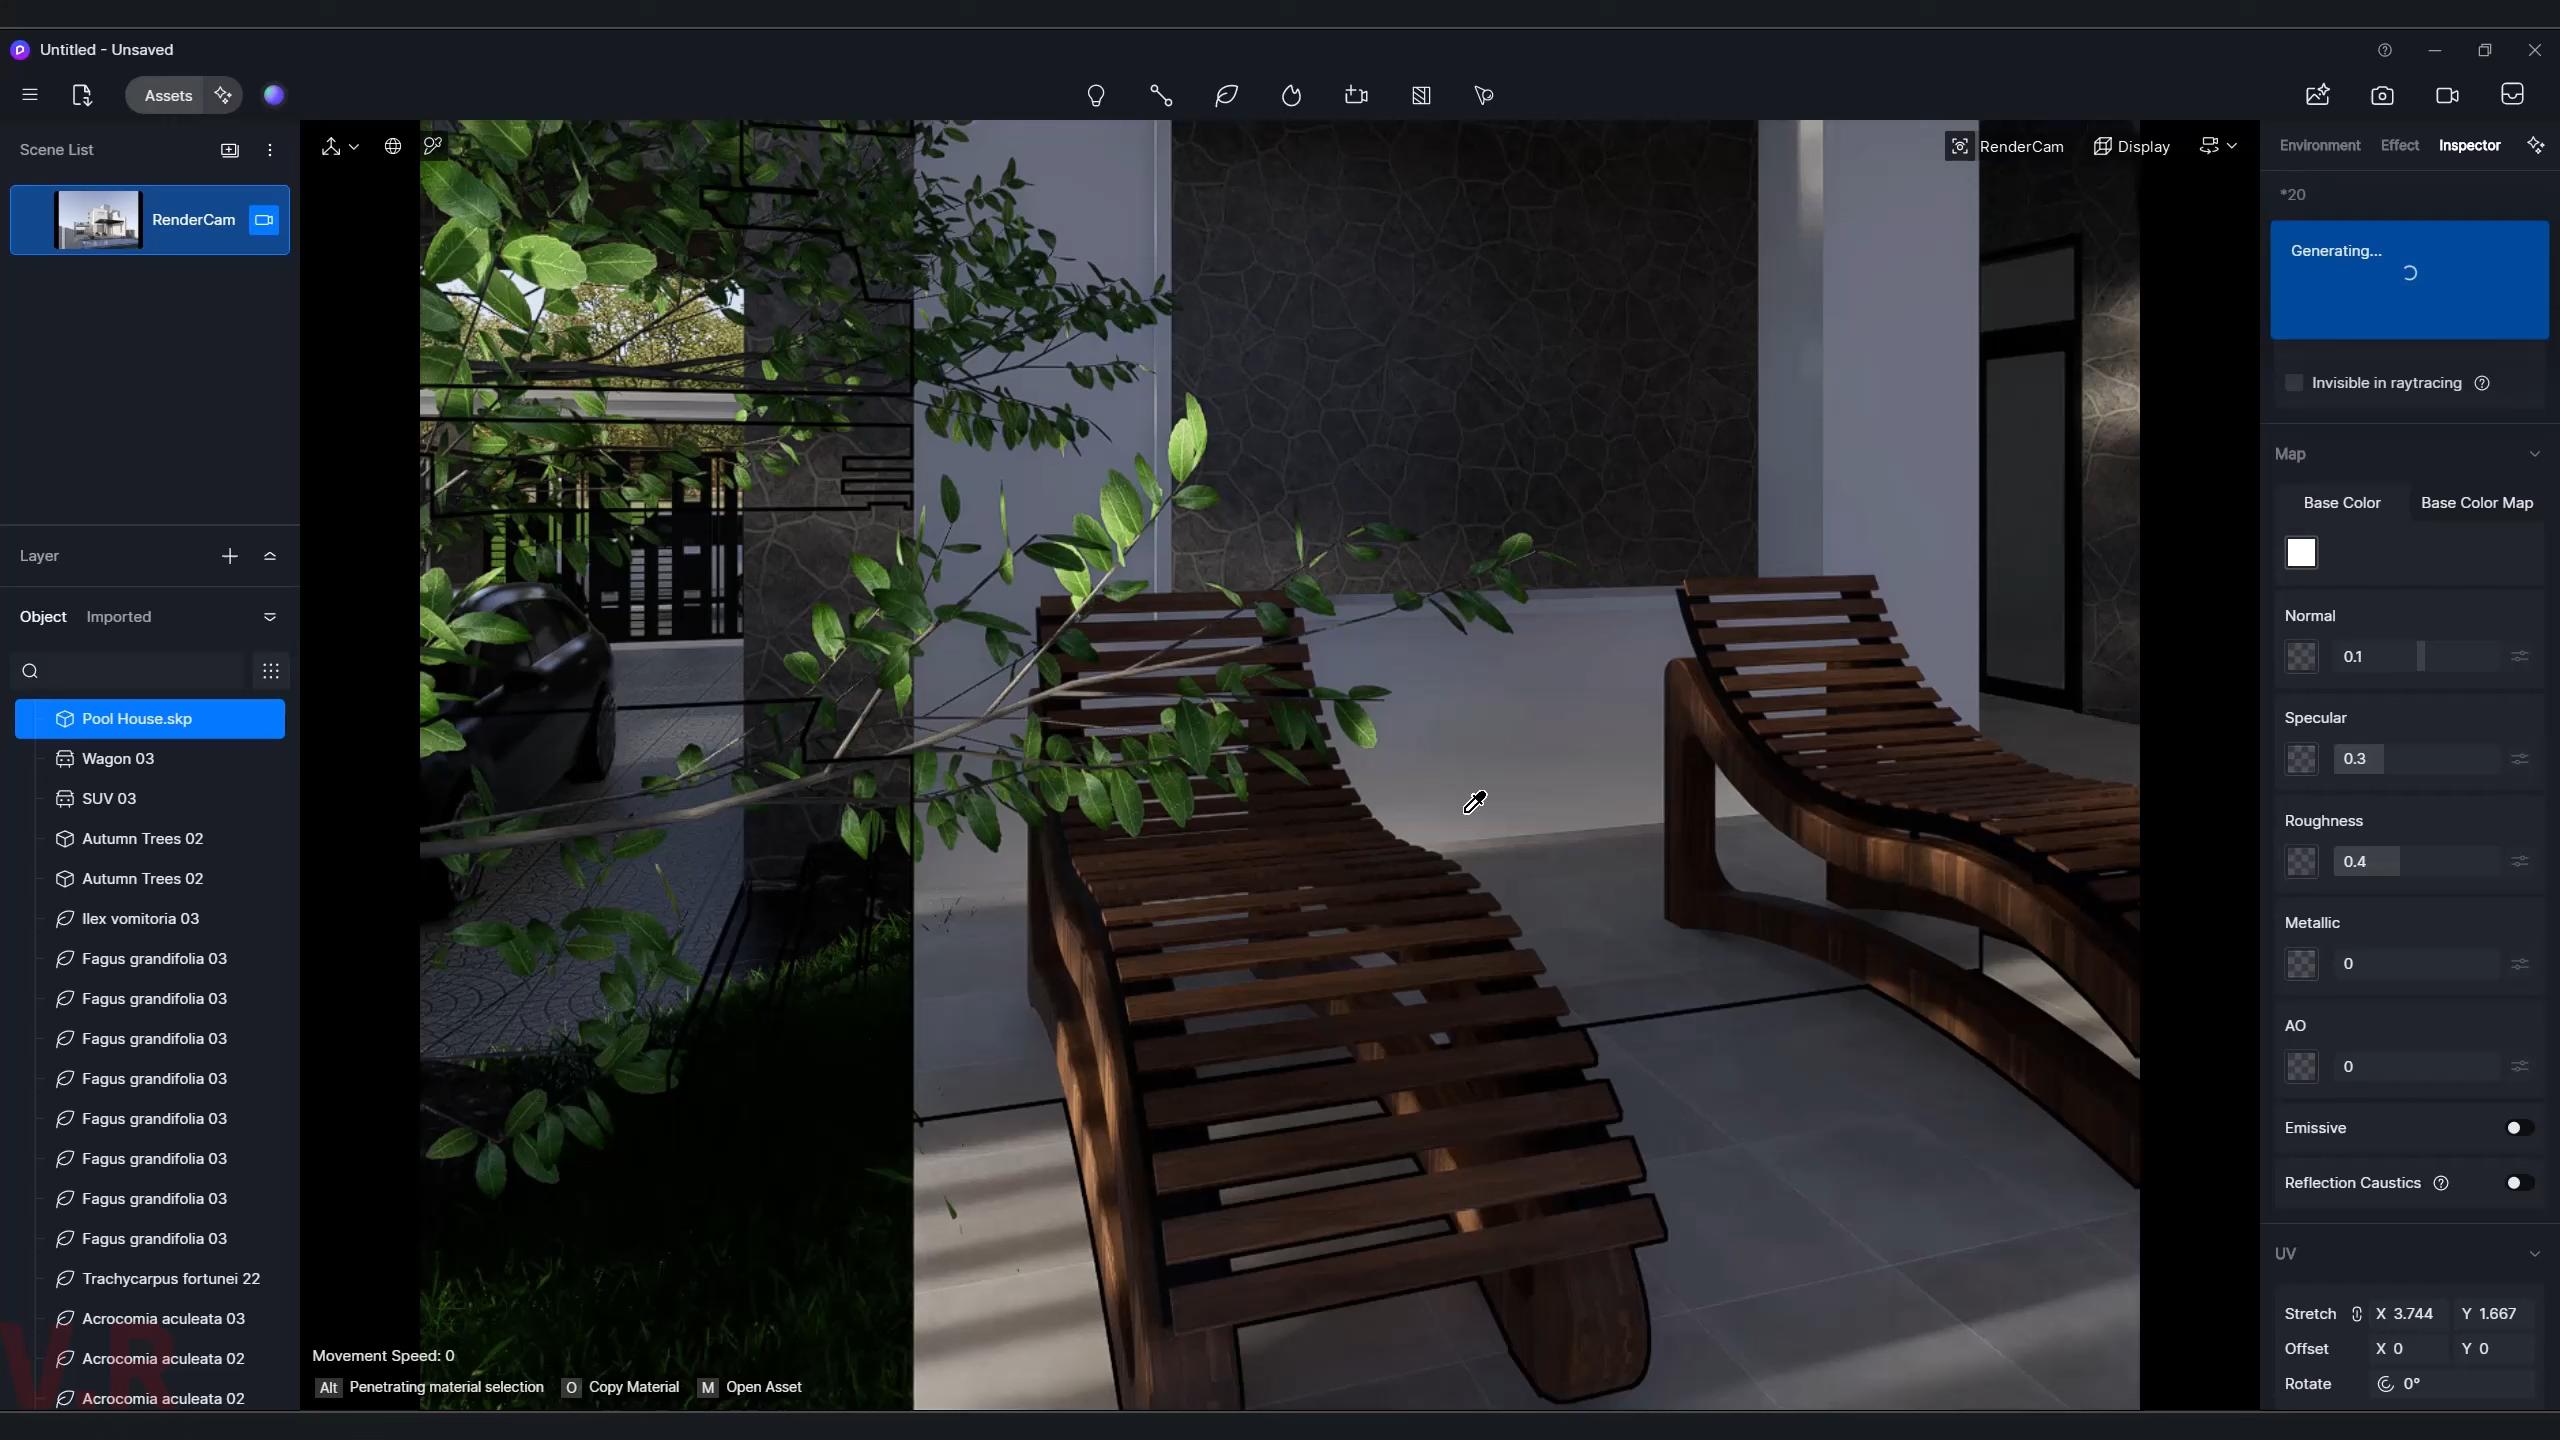 Untitled - Unsaved
Assets
Scene List
RenderCam
Layer
Object Imported
Pool House.skp
Wagon 03
SUV 03
Autumn Trees 02
Autumn Trees 02
Ilex vomitoria 03
Fagus grandifolia 03
Fagus grandifolia 03
Fagus grandifolia 03
Fagus grandifolia 03
Fagus grandifolia 03
Fagus grandifolia 03
Fagus grandifolia 03
Fagus grandifolia 03
Trachycarpus fortunei 22
Acrocomia aculeata 03
Acrocomia aculeata 02
Acrocomia aculeata 02
VR
RenderCam Display
Movement Speed: 0
Alt Penetrating material selection O Copy Material M Open Asset
Environment Effect Inspector
*20
Generating...
Invisible in raytracing
Map
Base Color Base Color Map
Normal
0.1
Specular
0.3
Roughness
0.4
Metallic
0
AO
0
Emissive
Reflection Caustics
UV
Stretch X 3.744 Y 1.667
Offset X 0 Y 0
Rotate 0°